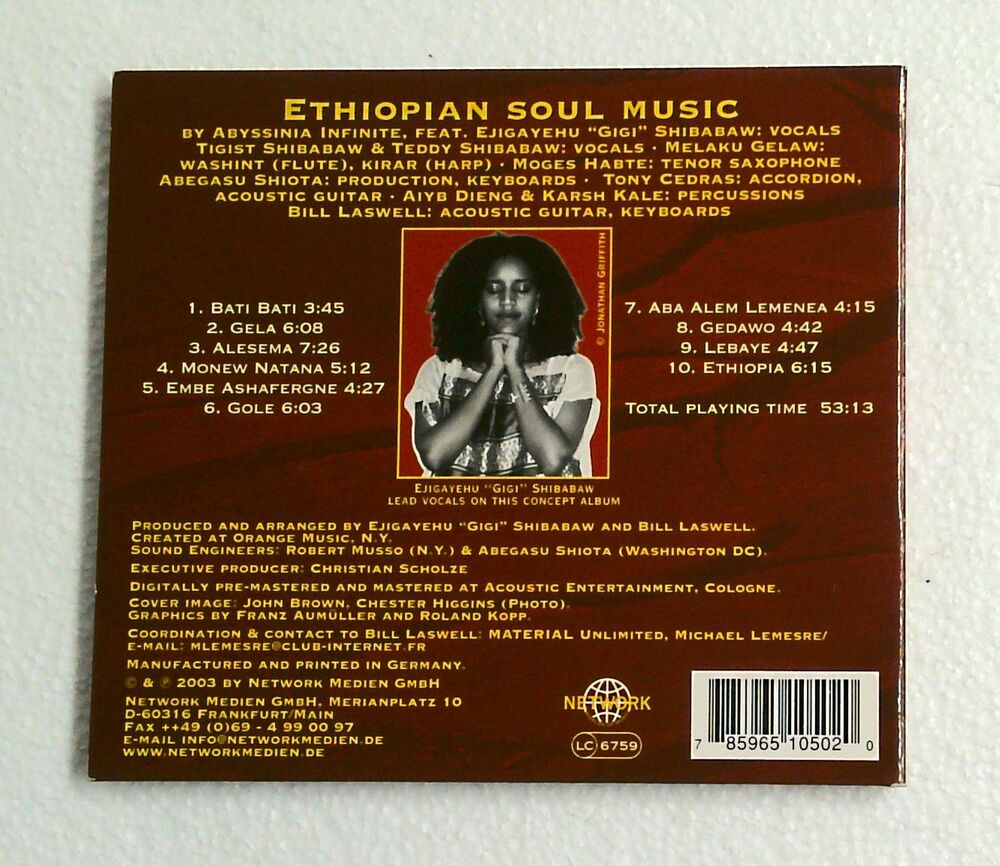 ETHIOPIAN SOUL MUSIC
BY ABYSSINIA INFINITE, FEAT. EJIGAYEHU "GIGI" SHIBABAW: VOCALS
TIGIST SHIBABAW & TEDDY SHIBABAW: VOCALS · MELAKU GELAW:
WASHINT (FLUTE), KIRAR (HARP) · MOGES HABTE: TENOR SAXOPHONE
ABEGASU SHIOTA: PRODUCTION, KEYBOARDS · TONY CEDRAS: ACCORDION,
ACOUSTIC GUITAR · AIYB DIENG & KARSH KALE: PERCUSSIONS
BILL LASWELL: ACOUSTIC GUITAR, KEYBOARDS
© JONATHAN GRIFFITH
1. BATI BATI 3:45
2. GELA 6:08
3. ALESEMA 7:26
4. MONEW NATANA 5:12
5. EMBE ASHAFERGNE 4:27
6. GOLE 6:03
7. ABA ALEM LEMENEA 4:15
8. GEDAWO 4:42
9. LEBAYE 4:47
10. ETHIOPIA 6:15
TOTAL PLAYING TIME 53:13
EJIGAYEHU "GIGI" SHIBABAW
LEAD VOCALS ON THIS CONCEPT ALBUM
PRODUCED AND ARRANGED BY EJIGAYEHU "GIGI" SHIBABAW AND BILL LASWELL.
CREATED AT ORANGE MUSIC, N.Y.
SOUND ENGINEERS: ROBERT MUSSO (N.Y.) & ABEGASU SHIOTA (WASHINGTON DC).
EXECUTIVE PRODUCER: CHRISTIAN SCHOLZE
DIGITALLY PRE-MASTERED AND MASTERED AT ACOUSTIC ENTERTAINMENT, COLOGNE.
COVER IMAGE: JOHN BROWN, CHESTER HIGGINS (PHOTO).
GRAPHICS BY FRANZ AUMÜLLER AND ROLAND KOPP.
COORDINATION & CONTACT TO BILL LASWELL: MATERIAL UNLIMITED, MICHAEL LEMESRE/
E-MAIL: MLEMESRE@CLUB-INTERNET.FR
MANUFACTURED AND PRINTED IN GERMANY.
© & ℗ 2003 BY NETWORK MEDIEN GMBH
NETWORK MEDIEN GMBH, MERIANPLATZ 10
D-60316 FRANKFURT/MAIN
FAX ++49 (0)69 - 4 99 00 97
E-MAIL INFO@NETWORKMEDIEN.DE
WWW.NETWORKMEDIEN.DE
NETWORK
LC 6759
7 85965 10502 0